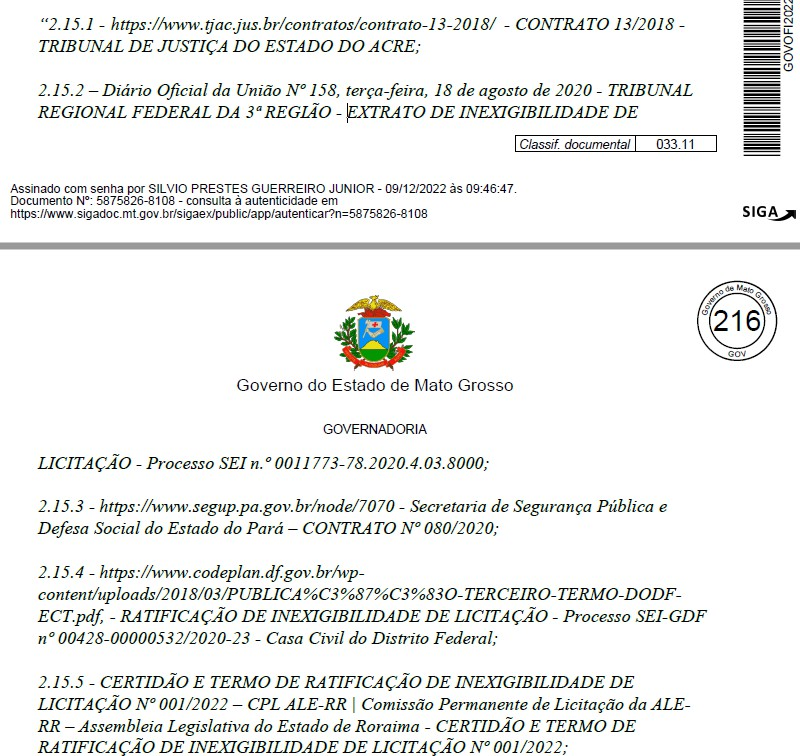 “2.15.1 - https://www.tjac.jus.br/contratos/contrato-13-2018/ - CONTRATO 13/2018 -
TRIBUNAL DE JUSTIÇA DO ESTADO DO ACRE;
2.15.2 – Diário Oficial da União Nº 158, terça-feira, 18 de agosto de 2020 - TRIBUNAL
REGIONAL FEDERAL DA 3ª REGIÃO - EXTRATO DE INEXIGIBILIDADE DE
Classif. documental 033.11
GOVOFI2022
Assinado com senha por SILVIO PRESTES GUERREIRO JUNIOR - 09/12/2022 às 09:46:47.
Documento Nº: 5875826-8108 - consulta à autenticidade em
https://www.sigadoc.mt.gov.br/sigaex/public/app/autenticar?n=5875826-8108
SIGA
Governo de Mato Grosso
216
GOV
Governo do Estado de Mato Grosso
GOVERNADORIA
LICITAÇÃO - Processo SEI n.º 0011773-78.2020.4.03.8000;
2.15.3 - https://www.segup.pa.gov.br/node/7070 - Secretaria de Segurança Pública e
Defesa Social do Estado do Pará – CONTRATO Nº 080/2020;
2.15.4 - https://www.codeplan.df.gov.br/wp-
content/uploads/2018/03/PUBLICA%C3%87%C3%83O-TERCEIRO-TERMO-DODF-
ECT.pdf, - RATIFICAÇÃO DE INEXIGIBILIDADE DE LICITAÇÃO - Processo SEI-GDF
nº 00428-00000532/2020-23 - Casa Civil do Distrito Federal;
2.15.5 - CERTIDÃO E TERMO DE RATIFICAÇÃO DE INEXIGIBILIDADE DE
LICITAÇÃO Nº 001/2022 – CPL ALE-RR | Comissão Permanente de Licitação da ALE-
RR – Assembleia Legislativa do Estado de Roraima - CERTIDÃO E TERMO DE
RATIFICAÇÃO DE INEXIGIBILIDADE DE LICITAÇÃO Nº 001/2022;